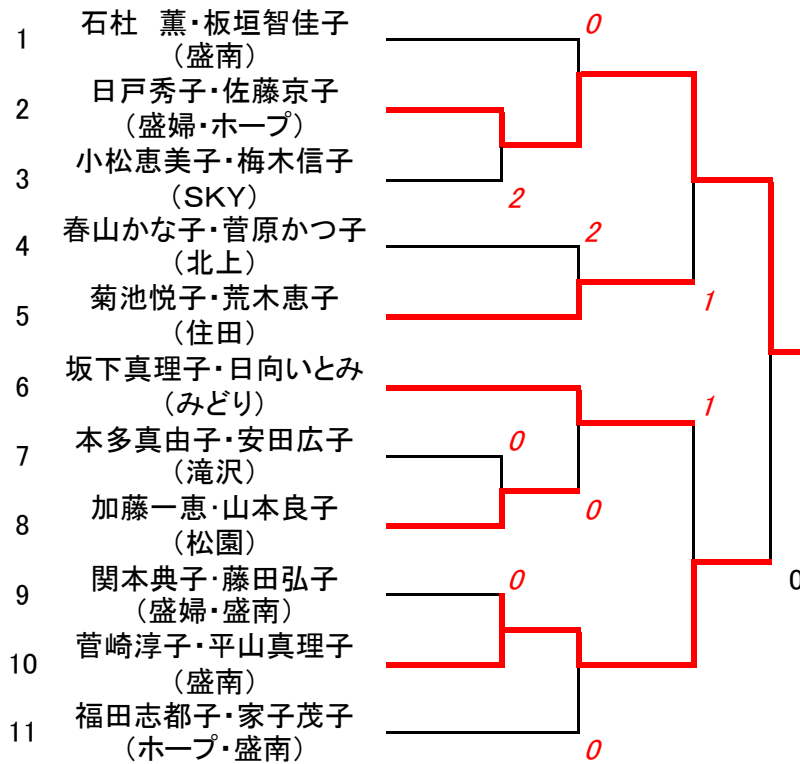 1 石杜 薫・板垣智佳子
(盛南)
0
2 日戸秀子・佐藤京子
(盛婦・ホープ)
3 小松恵美子・梅木信子
(SKY)
2
4 春山かな子・菅原かつ子
(北上)
2
5 菊池悦子・荒木恵子
(住田)
1
6 坂下真理子・日向いとみ
(みどり)
1
7 本多真由子・安田広子
(滝沢)
0
8 加藤一恵・山本良子
(松園)
0
9 関本典子・藤田弘子
(盛婦・盛南)
0
0
10 菅崎淳子・平山真理子
(盛南)
11 福田志都子・家子茂子
(ホープ・盛南)
0